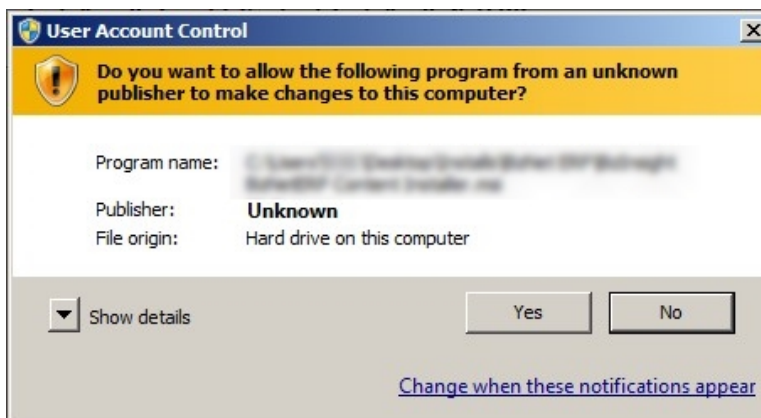 User Account Control
Do you want to allow the following program from an unknown
publisher to make changes to this computer?
Program name:
Publisher: Unknown
File origin: Hard drive on this computer
Show details
Yes No
Change when these notifications appear